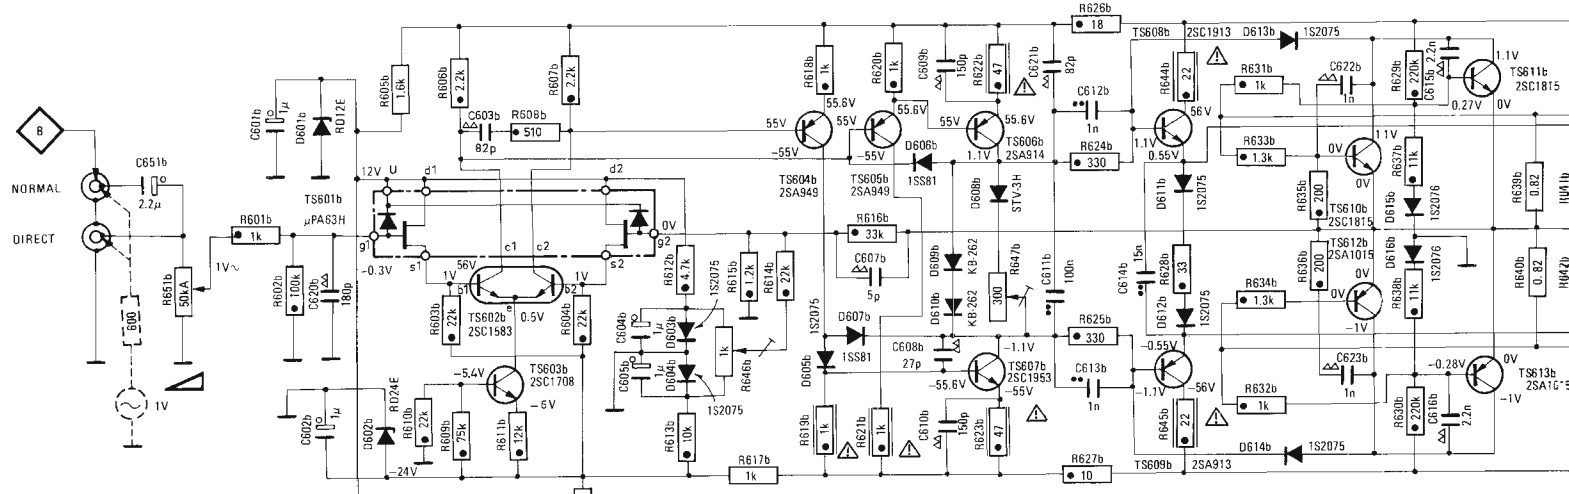 B
NORMAL
DIRECT
C651b
2.2µ
R601b
1k
1V~
R651b
50kA
600
1V
C601b
1µ
D601b
RD12E
R602b
100k
C620b
180p
TS601b
µPA63H
12V
U
d1
d2
g1
g2
-0.3V
0V
s1
s2
R605b
1.6k
R606b
2.2k
R607b
2.2k
C603b
82p
R608b
510
56V
c1
c2
1V
1V
b1
b2
e
0.5V
TS602b
2SC1583
R603b
22k
R604b
22k
TS603b
2SC1708
-5.4V
-6V
C602b
1µ
D602b
RD24E
-24V
R610b
22k
R609b
75k
R611b
12k
R612b
4.7k
1S2075
C604b
1µ
D603b
C605b
1µ
D604b
1S2075
R613b
10k
1k
R646b
R615b
1.2k
R614b
22k
R617b
1k
R616b
33k
C607b
5p
R618b
1k
55.6V
55V
-55V
TS604b
2SA949
R620b
1k
55.6V
55V
-55V
TS605b
2SA949
C609b
150p
R622b
47
55V
55.6V
1.1V
TS606b
2SA914
D606b
1SS81
D608b
STV-3H
D609b
KB-262
D610b
KB-262
R647b
300
1S2075
D607b
1SS81
D605b
C608b
27p
-1.1V
TS607b
2SC1953
-55.6V
-55V
R619b
1k
R621b
1k
C610b
150p
R623b
47
C621b
82p
C612b
1n
R624b
330
C611b
100n
R625b
330
C613b
1n
R626b
18
R627b
10
TS608b
2SC1913
R644b
22
56V
1.1V
0.55V
D611b
1S2075
C614b
15n
R628b
33
D612b
1S2075
-0.55V
-56V
-1.1V
R645b
22
TS609b
2SA913
D613b
1S2075
D614b
1S2075
R631b
1k
R633b
1.3k
R634b
1.3k
R632b
1k
C622b
1n
0V
11V
0V
R635b
200
TS610b
2SC1815
TS612b
2SA1015
R636b
200
0V
-1V
C623b
1n
R629b
220k
C615b
2.2n
0.27V
R637b
11k
D615b
1S2076
D616b
1S2076
R638b
11k
-0.28V
R630b
220k
C616b
2.2n
1.1V
TS611b
2SC1815
0V
0V
TS613b
-1V
R639b
0.82
R640b
0.82